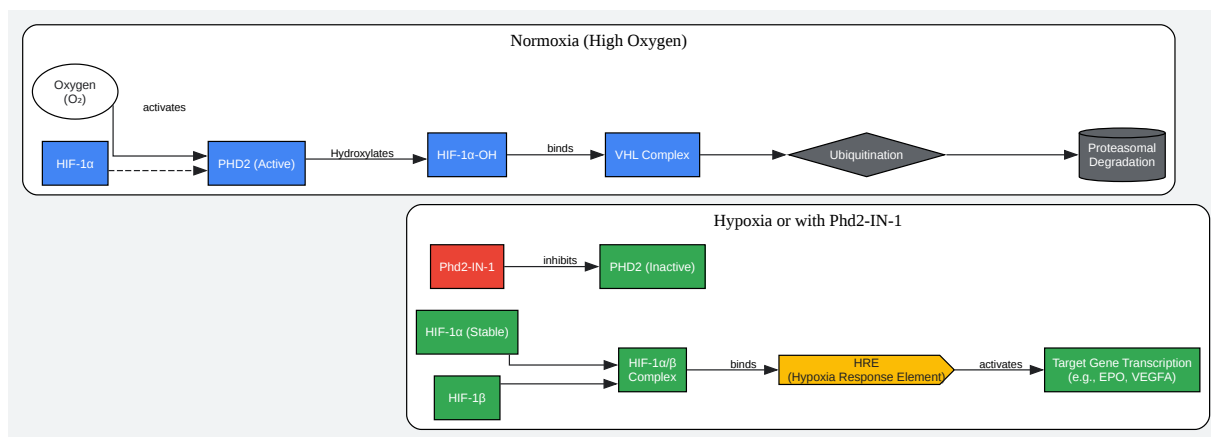 Normoxia (High Oxygen)
Oxygen
(O₂)
activates
HIF-1α
PHD2 (Active)
Hydroxylates
HIF-1α-OH
binds
VHL Complex
Ubiquitination
Proteasomal
Degradation
Hypoxia or with Phd2-IN-1
Phd2-IN-1
inhibits
PHD2 (Inactive)
HIF-1α (Stable)
HIF-1β
HIF-1α/β
Complex
binds
HRE
(Hypoxia Response Element)
activates
Target Gene Transcription
(e.g., EPO, VEGFA)